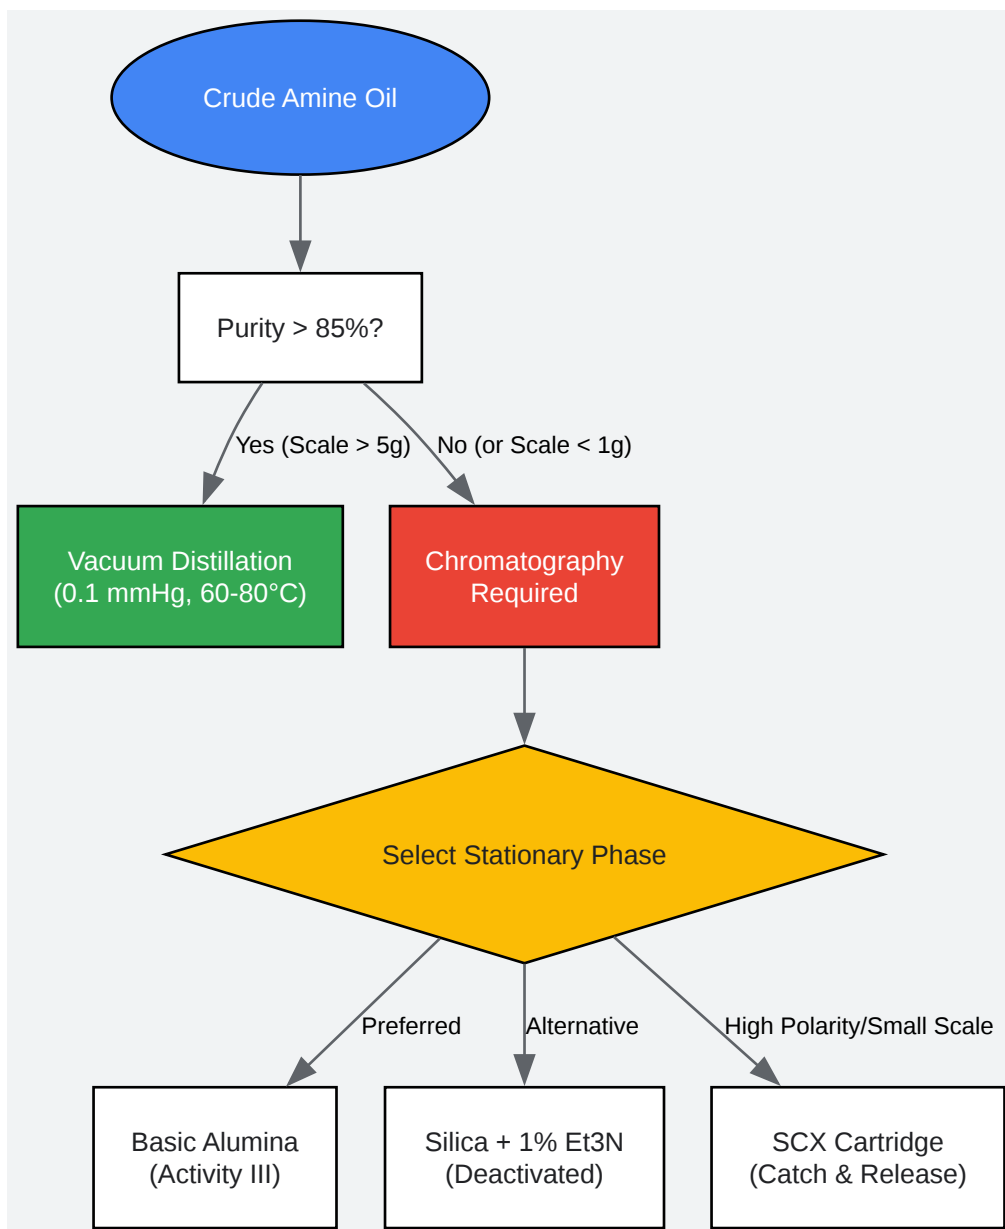 Crude Amine Oil
Purity > 85%?
Yes (Scale > 5g)
No (or Scale < 1g)
Vacuum Distillation
(0.1 mmHg, 60-80°C)
Chromatography
Required
Select Stationary Phase
Preferred
Alternative
High Polarity/Small Scale
Basic Alumina
(Activity III)
Silica + 1% Et3N
(Deactivated)
SCX Cartridge
(Catch & Release)